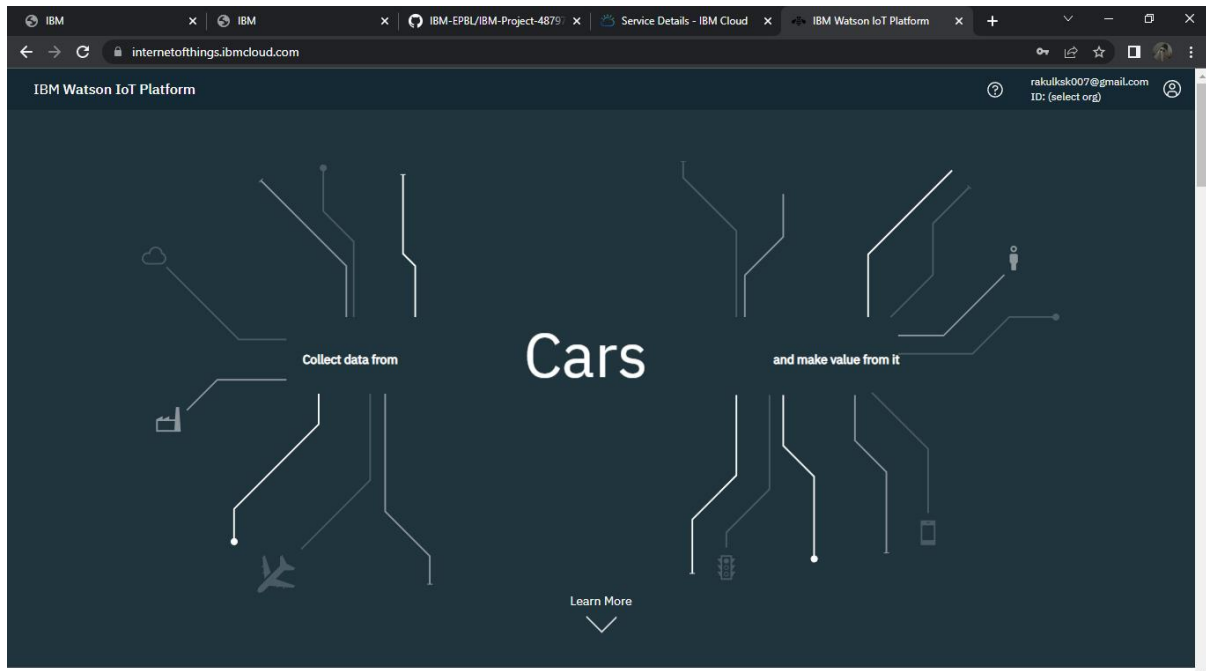 IBM
IBM
IBM-EPBL/IBM-Project-48797
Service Details - IBM Cloud
IBM Watson IoT Platform
internetofthings.ibmcloud.com
IBM Watson IoT Platform
rakulksk007@gmail.com
ID: (select org)
Collect data from
Cars
and make value from it
Learn More